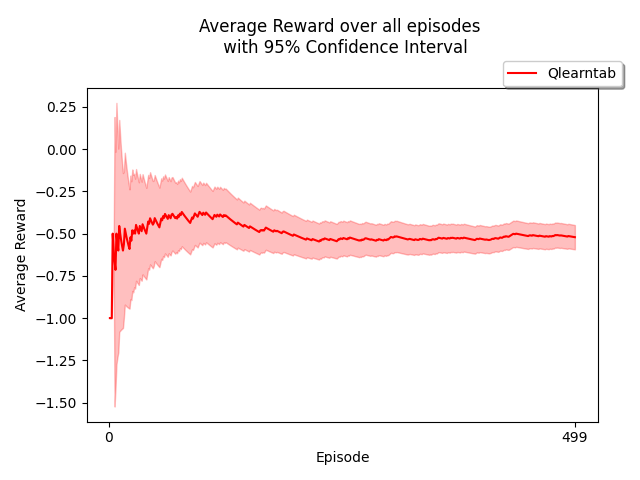 Average Reward over all episodes
with 95% Confidence Interval
Qlearntab
Average Reward
0.25
0.00
−0.25
−0.50
−0.75
−1.00
−1.25
−1.50
0 499
Episode